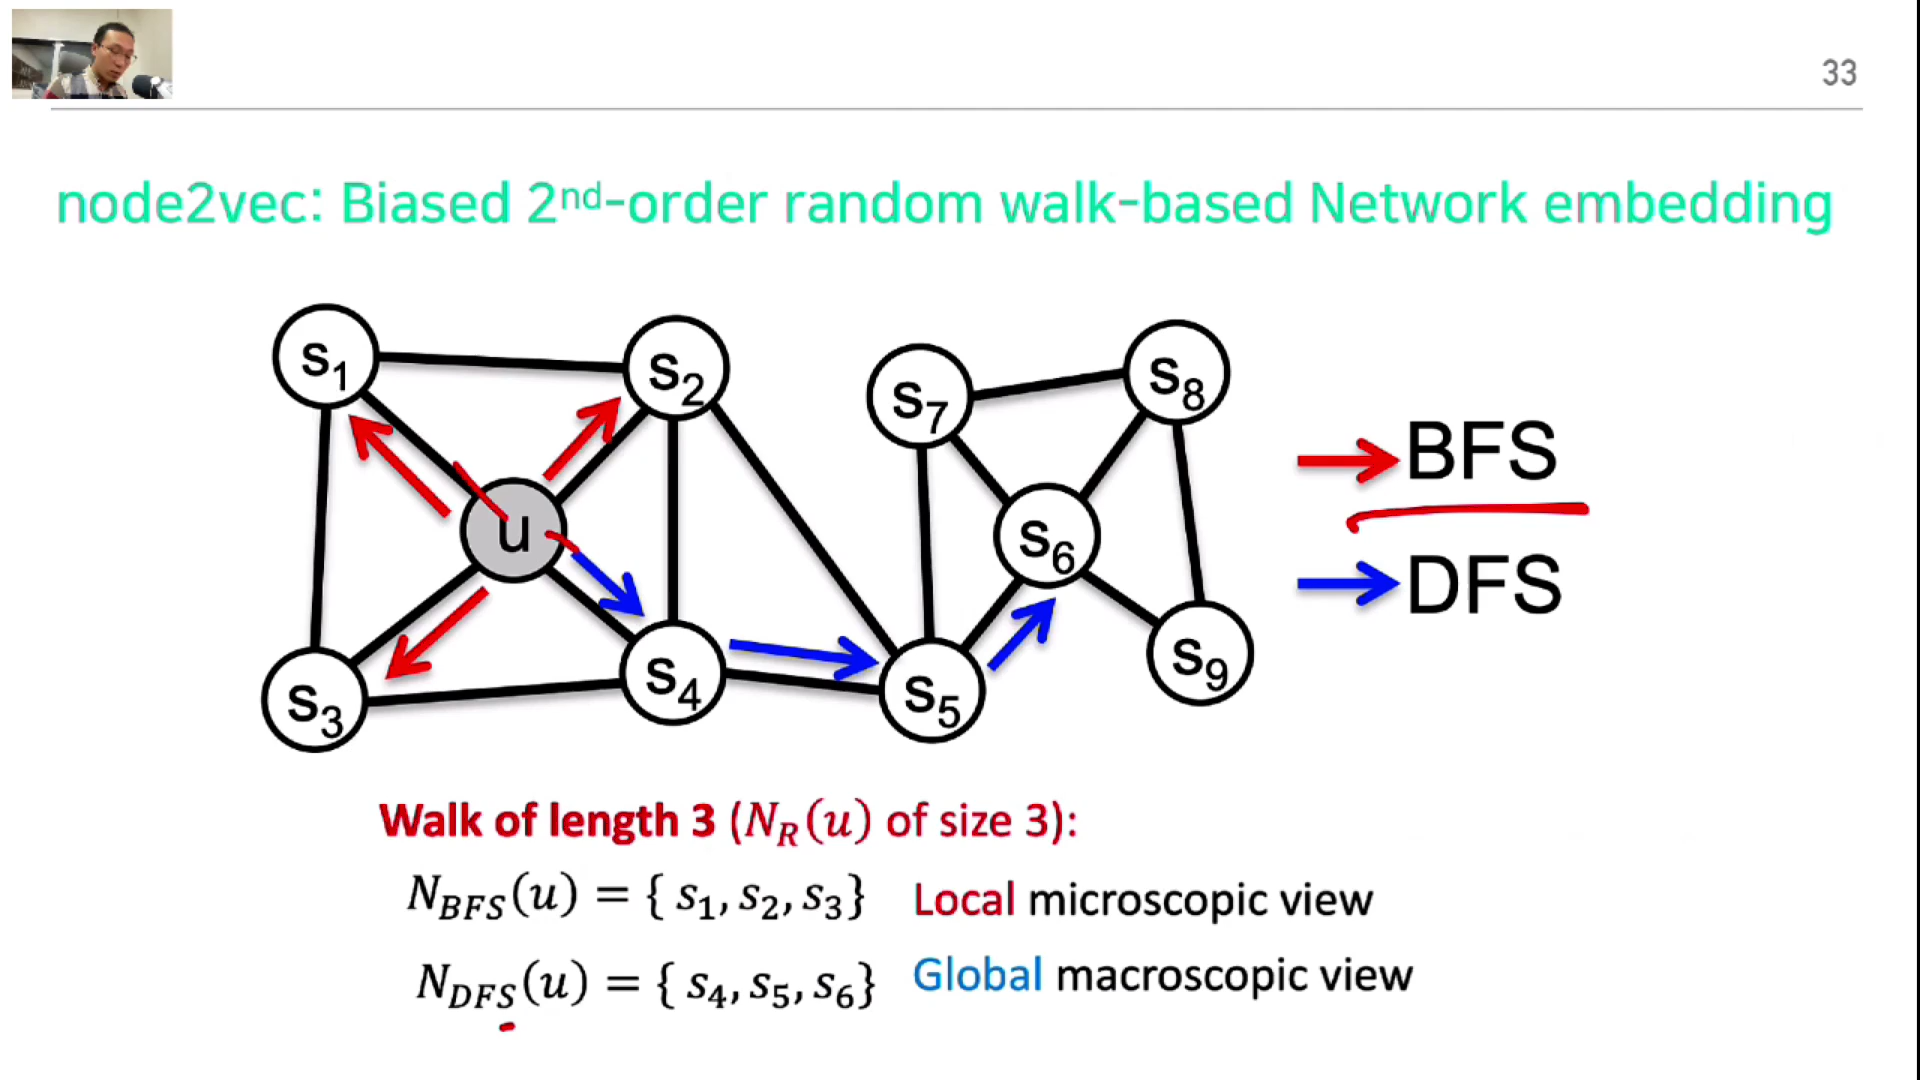 33
node2vec: Biased 2nd-order random walk-based Network embedding
s1
s2
s7
s8
BFS
u
s6
DFS
s3
s4
s5
s9
Walk of length 3 (N_R(u) of size 3):
N_BFS(u) = { s1, s2, s3} Local microscopic view
N_DFS(u) = { s4, s5, s6} Global macroscopic view